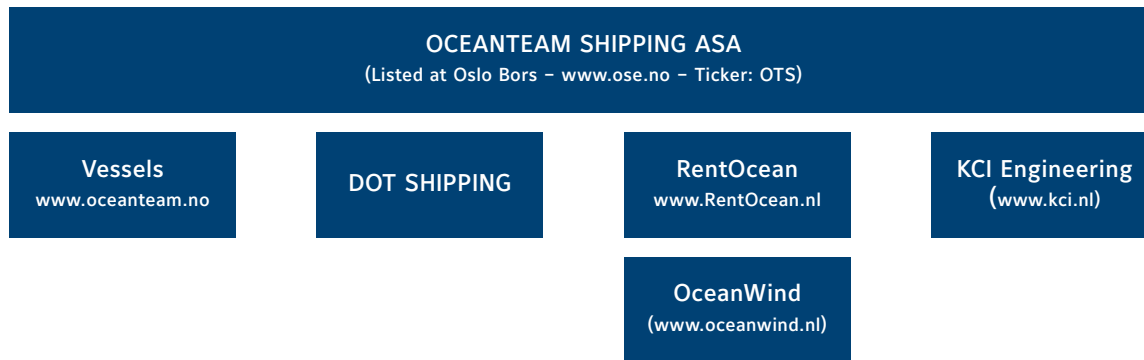 OCEANTEAM SHIPPING ASA
(Listed at Oslo Bors – www.ose.no – Ticker: OTS)
Vessels
www.oceanteam.no
DOT SHIPPING
RentOcean
www.RentOcean.nl
KCI Engineering
(www.kci.nl)
OceanWind
(www.oceanwind.nl)